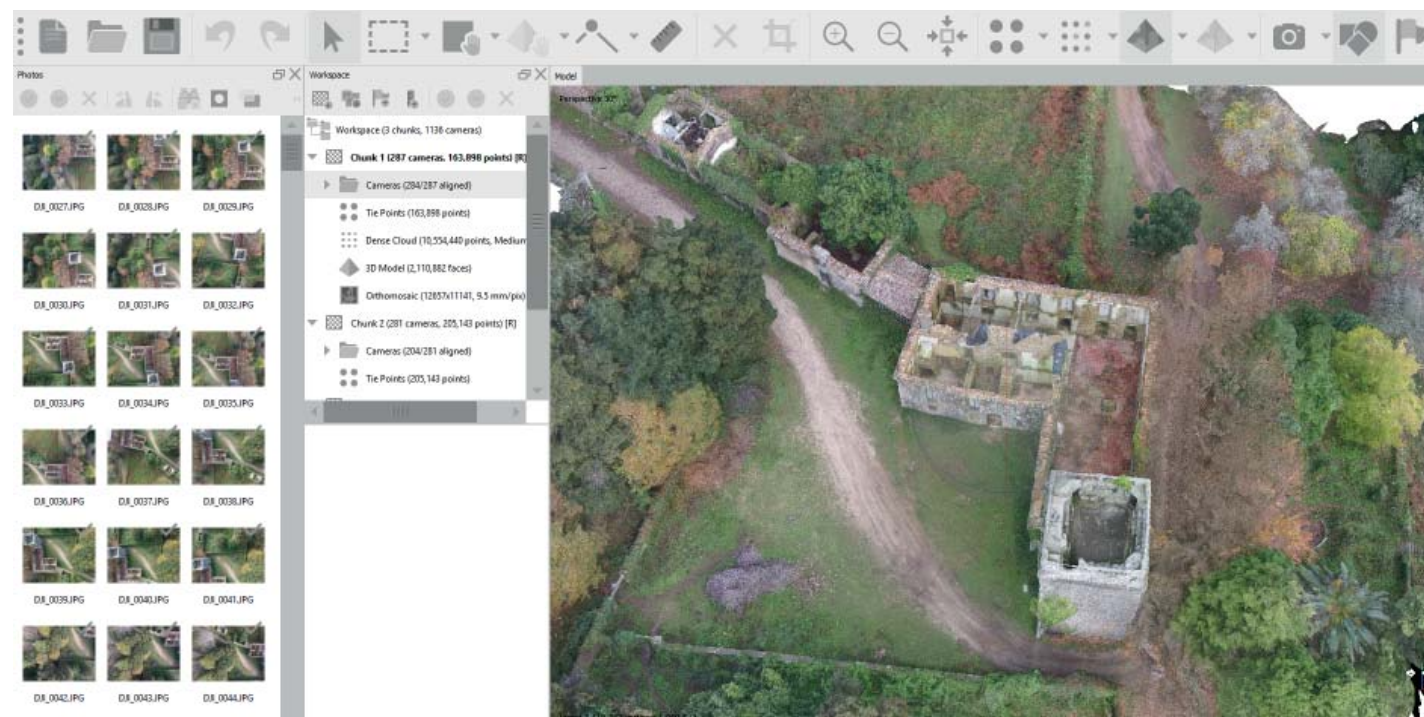 Photos
DJI_0027.JPG DJI_0028.JPG DJI_0029.JPG
DJI_0030.JPG DJI_0031.JPG DJI_0032.JPG
DJI_0033.JPG DJI_0034.JPG DJI_0035.JPG
DJI_0036.JPG DJI_0037.JPG DJI_0038.JPG
DJI_0039.JPG DJI_0040.JPG DJI_0041.JPG
DJI_0042.JPG DJI_0043.JPG DJI_0044.JPG
Workspace
Workspace (3 chunks, 1136 cameras)
Chunk 1 (287 cameras, 163,898 points) [R]
Cameras (284/287 aligned)
Tie Points (163,898 points)
Dense Cloud (10,554,440 points, Medium
3D Model (2,110,882 faces)
Orthomosaic (12857x11141, 9.5 mm/pix)
Chunk 2 (281 cameras, 205,143 points) [R]
Cameras (204/281 aligned)
Tie Points (205,143 points)
Model
Perspective 30°